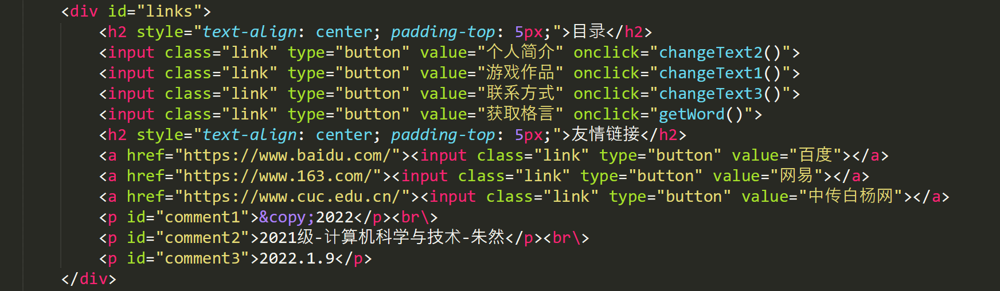 <div id="links">
<h2 style="text-align: center; padding-top: 5px;">目录</h2>
<input class="link" type="button" value="个人简介" onclick="changeText2()">
<input class="link" type="button" value="游戏作品" onclick="changeText1()">
<input class="link" type="button" value="联系方式" onclick="changeText3()">
<input class="link" type="button" value="获取格言" onclick="getWord()">
<h2 style="text-align: center; padding-top: 5px;">友情链接</h2>
<a href="https://www.baidu.com/"><input class="link" type="button" value="百度"></a>
<a href="https://www.163.com/"><input class="link" type="button" value="网易"></a>
<a href="https://www.cuc.edu.cn/"><input class="link" type="button" value="中传白杨网"></a>
<p id="comment1">&copy;2022</p><br\>
<p id="comment2">2021级-计算机科学与技术-朱然</p><br\>
<p id="comment3">2022.1.9</p>
</div>